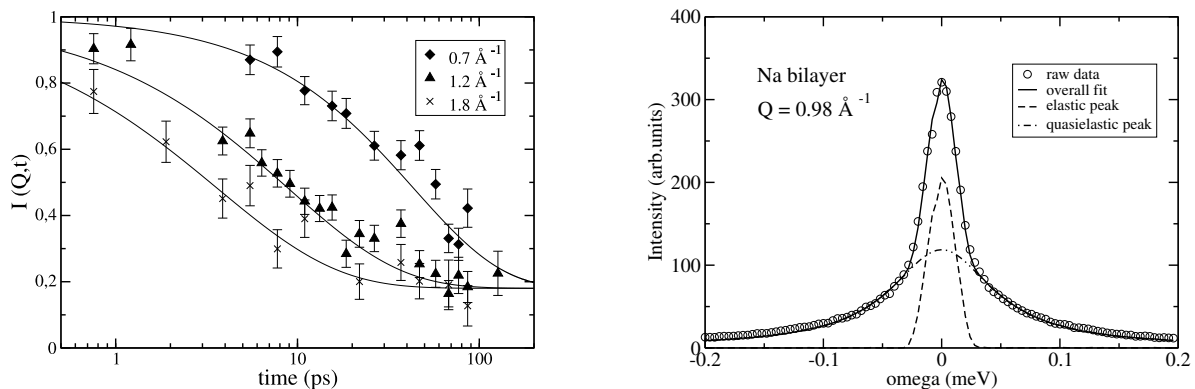 1
0.8
0.6
0.4
0.2
0
I (Q,t)
0.7 Å⁻¹
1.2 Å⁻¹
1.8 Å⁻¹
1
10
100
time (ps)
400
300
200
100
0
Intensity (arb.units)
Na bilayer
Q = 0.98 Å⁻¹
raw data
overall fit
elastic peak
quasielastic peak
-0.2
-0.1
0
0.1
0.2
omega (meV)